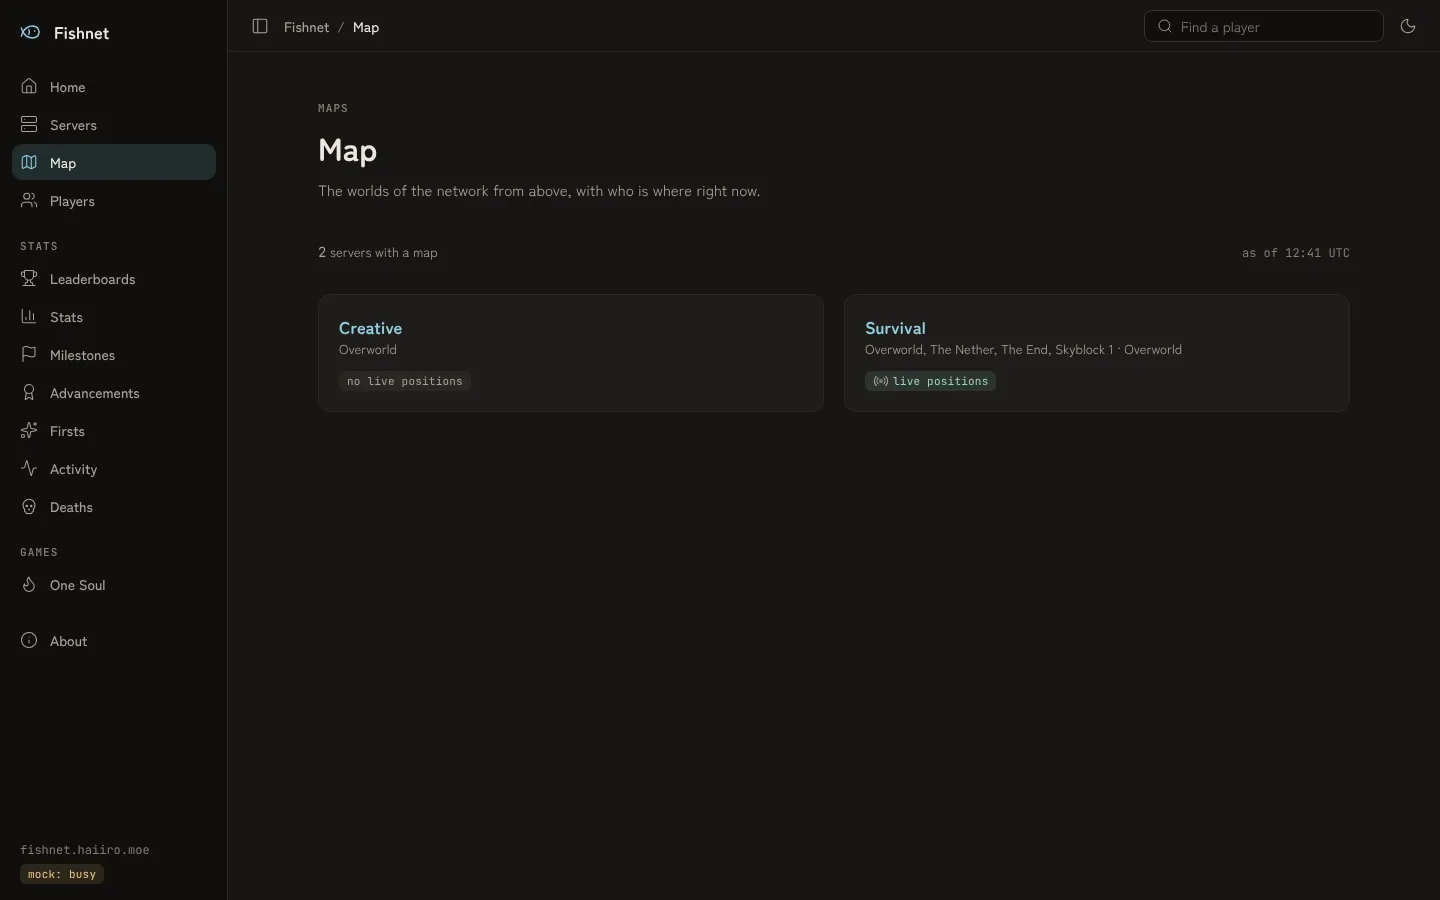 Fishnet
Home
Servers
Map
Players
STATS
Leaderboards
Stats
Milestones
Advancements
Firsts
Activity
Deaths
GAMES
One Soul
About
fishnet.haiiro.moe
mock: busy
Fishnet / Map
Find a player
MAPS
Map
The worlds of the network from above, with who is where right now.
2 servers with a map
as of 12:41 UTC
Creative
Overworld
no live positions
Survival
Overworld, The Nether, The End, Skyblock 1 · Overworld
live positions